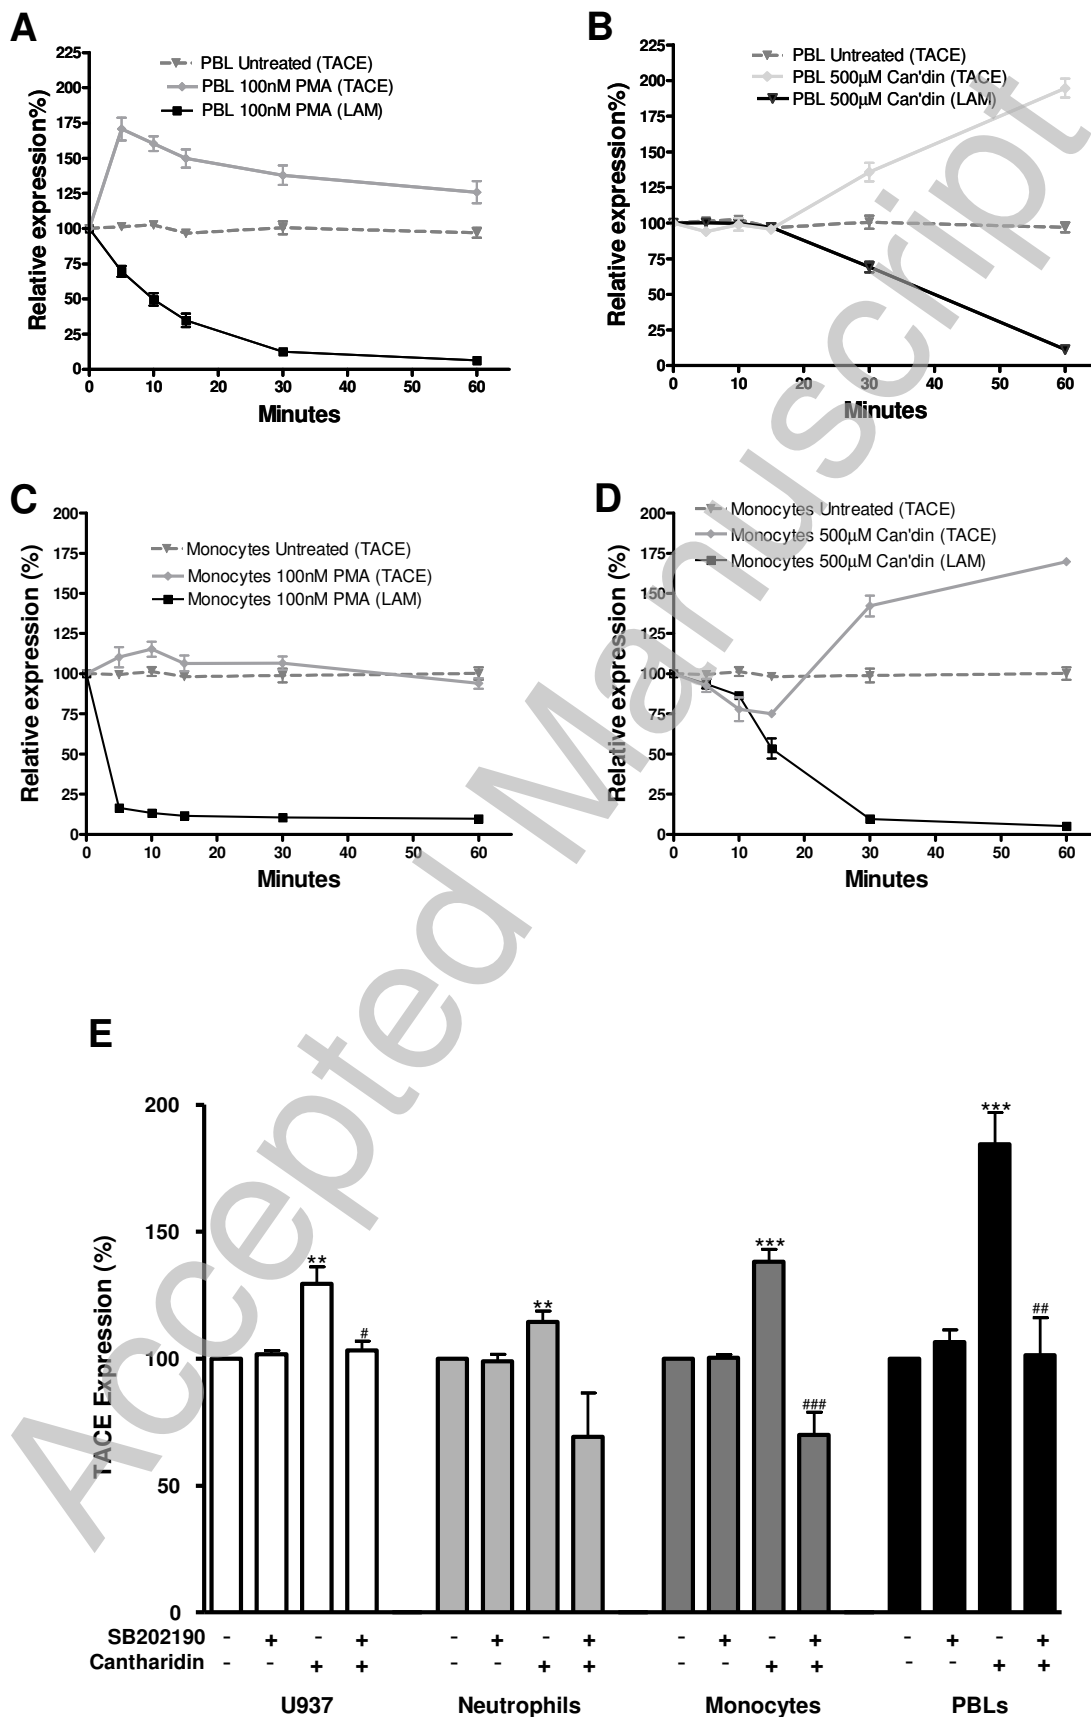 A
225
200
175
150
125
100
75
50
25
0
Relative expression%)
PBL Untreated (TACE)
PBL 100nM PMA (TACE)
PBL 100nM PMA (LAM)
0 10 20 30 40 50 60
Minutes
B
225
200
175
150
125
100
75
50
25
0
Relative expression%)
PBL Untreated (TACE)
PBL 500µM Can'din (TACE)
PBL 500µM Can'din (LAM)
0 10 20 30 40 50 60
Minutes
C
200
175
150
125
100
75
50
25
0
Relative expression (%)
Monocytes Untreated (TACE)
Monocytes 100nM PMA (TACE)
Monocytes 100nM PMA (LAM)
0 10 20 30 40 50 60
Minutes
D
200
175
150
125
100
75
50
25
0
Relative expression (%)
Monocytes Untreated (TACE)
Monocytes 500µM Can'din (TACE)
Monocytes 500µM Can'din (LAM)
0 10 20 30 40 50 60
Minutes
E
200
150
100
50
0
TACE Expression (%)
** # ** *** ### *** ##
SB202190 - + - + - + - + - + - + - + - +
Cantharidin - - + + - - + + - - + + - - + +
U937 Neutrophils Monocytes PBLs
Accepted Manuscript